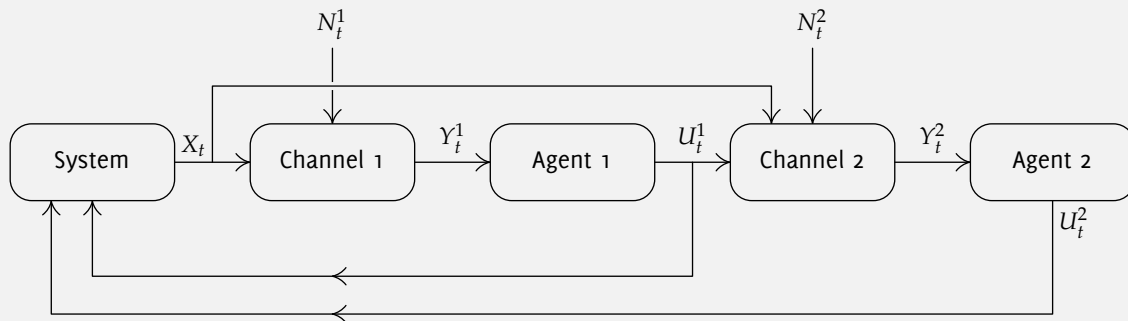 N_t^1 N_t^2
System X_t Channel 1 Y_t^1 Agent 1 U_t^1 Channel 2 Y_t^2 Agent 2
U_t^2